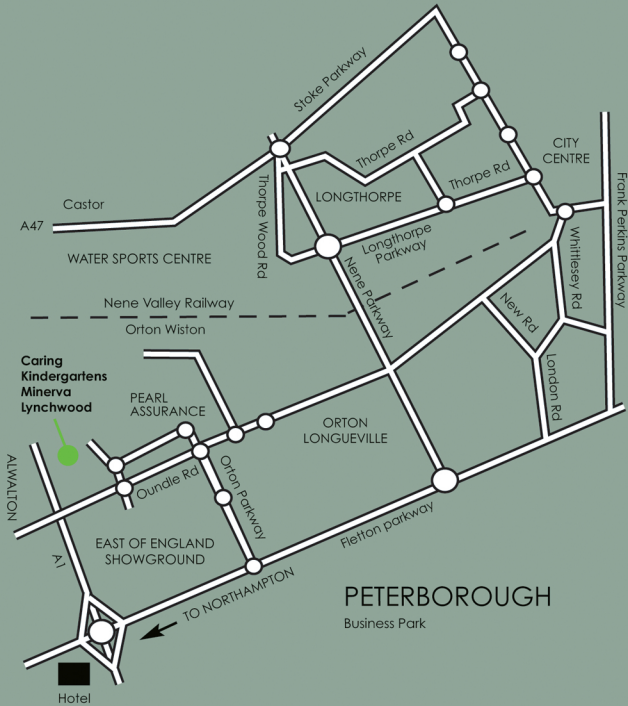 Stoke Parkway
Thorpe Rd
CITY
CENTRE
Frank Perkins Parkway
Castor
A47
Thorpe Wood Rd
LONGTHORPE
Thorpe Rd
Longthorpe
Parkway
Whittlesey Rd
WATER SPORTS CENTRE
Nene Parkway
Nene Valley Railway
Orton Wiston
New Rd
London Rd
Caring
Kindergartens
Minerva
Lynchwood
PEARL
ASSURANCE
ORTON
LONGUEVILLE
ALWALTON
Oundle Rd
Orton Parkway
Fletton parkway
A1
EAST OF ENGLAND
SHOWGROUND
TO NORTHAMPTON
PETERBOROUGH
Business Park
Hotel